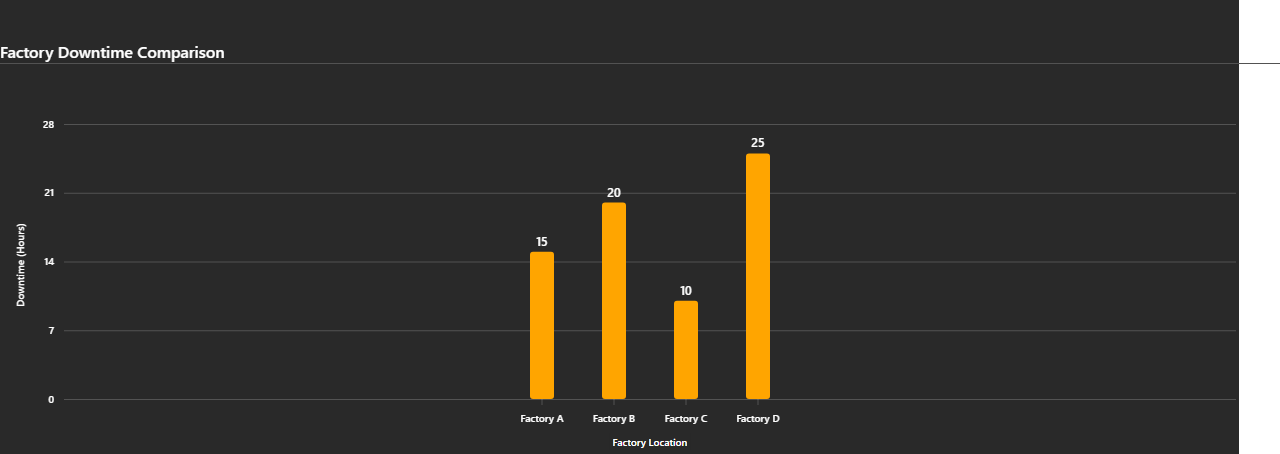 Factory Downtime Comparison
28
21
14
7
0
Downtime (Hours)
15
20
10
25
Factory A
Factory B
Factory C
Factory D
Factory Location